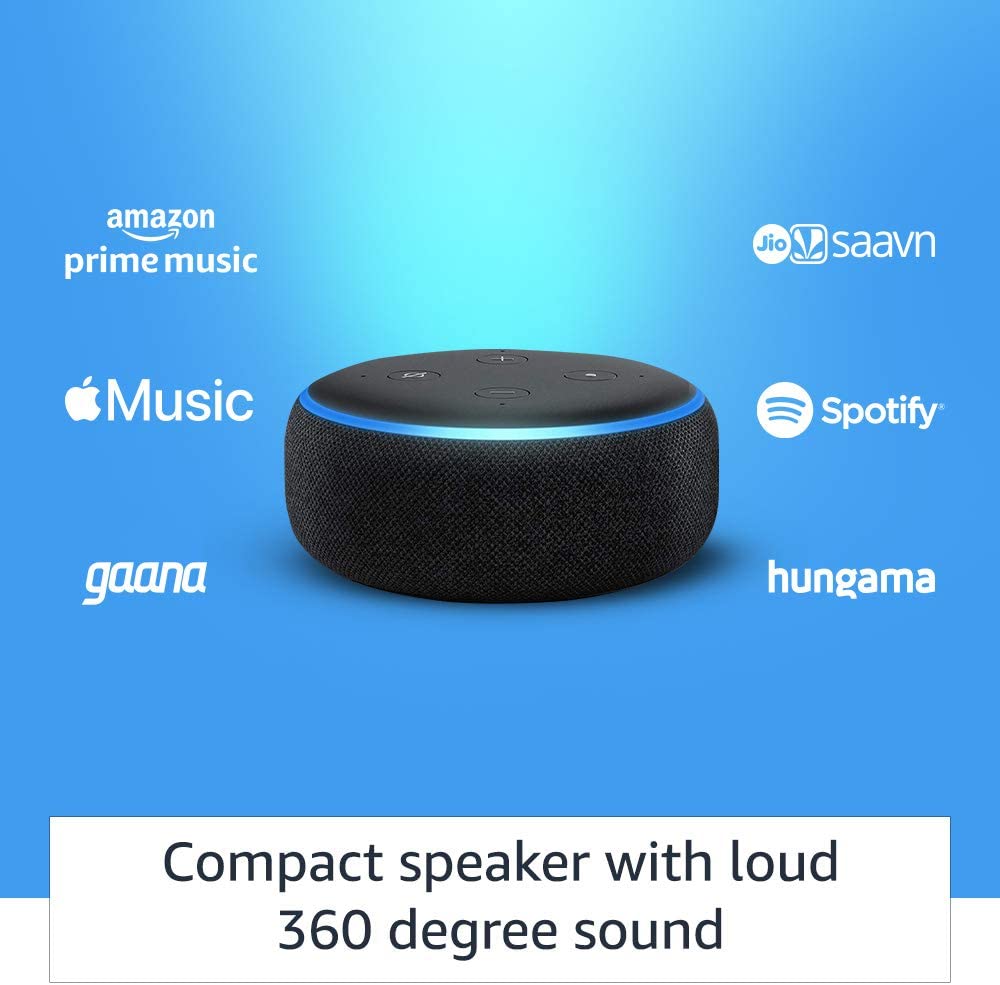 amazon
prime music
Music
gaana
Jio saavn
Spotify®
hungama
Compact speaker with loud
360 degree sound